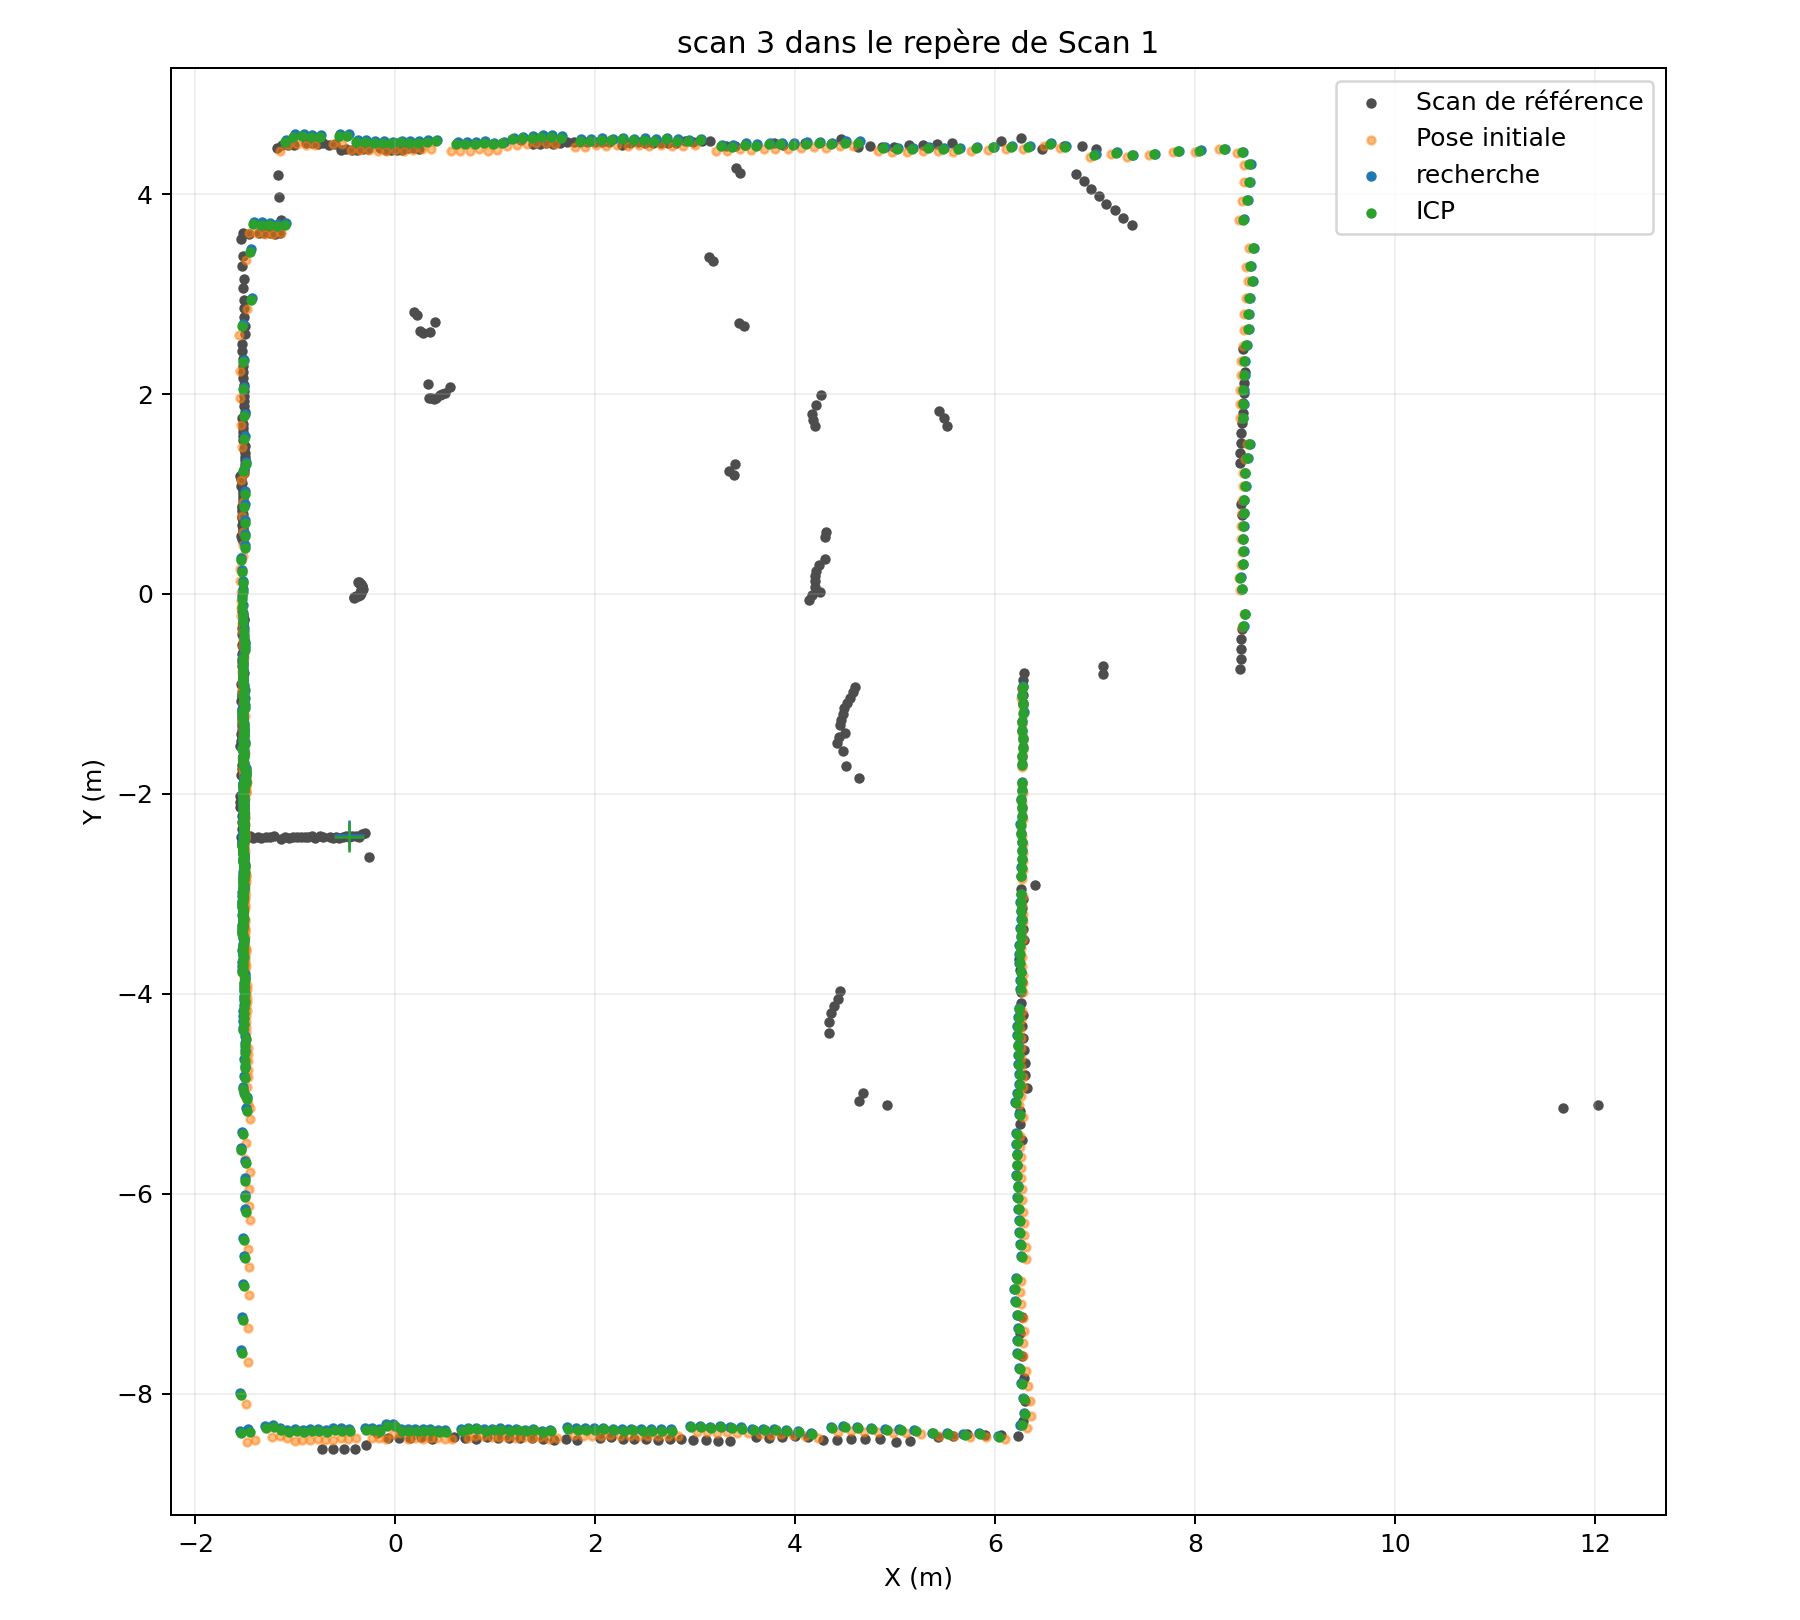 scan 3 dans le repère de Scan 1
Scan de référence
Pose initiale
recherche
ICP
4
2
0
−2
−4
−6
−8
Y (m)
−2
0
2
4
6
8
10
12
X (m)